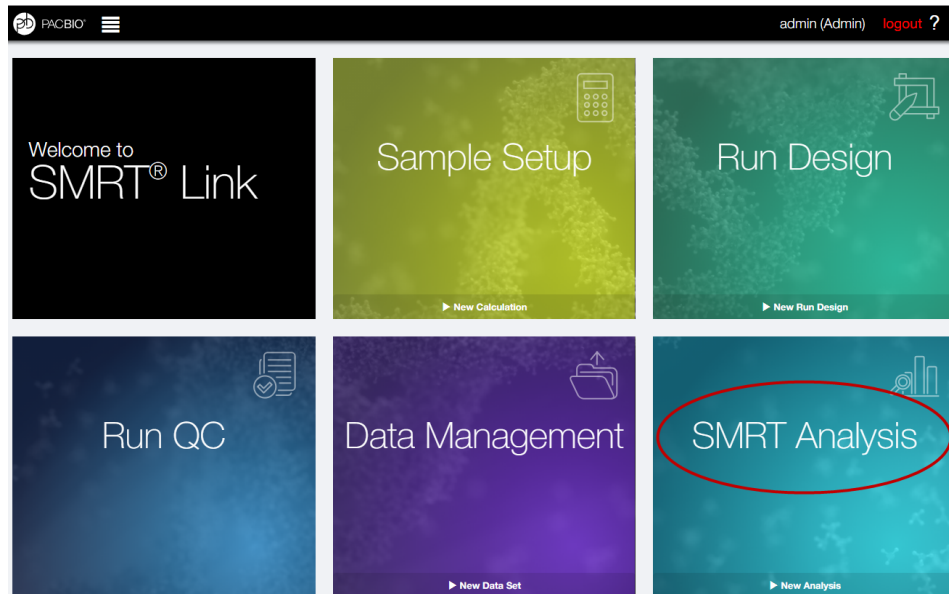 PACBIO®
admin (Admin) logout ?
Welcome to
SMRT® Link
Sample Setup
▶ New Calculation
Run Design
▶ New Run Design
Run QC
Data Management
▶ New Data Set
SMRT Analysis
▶ New Analysis